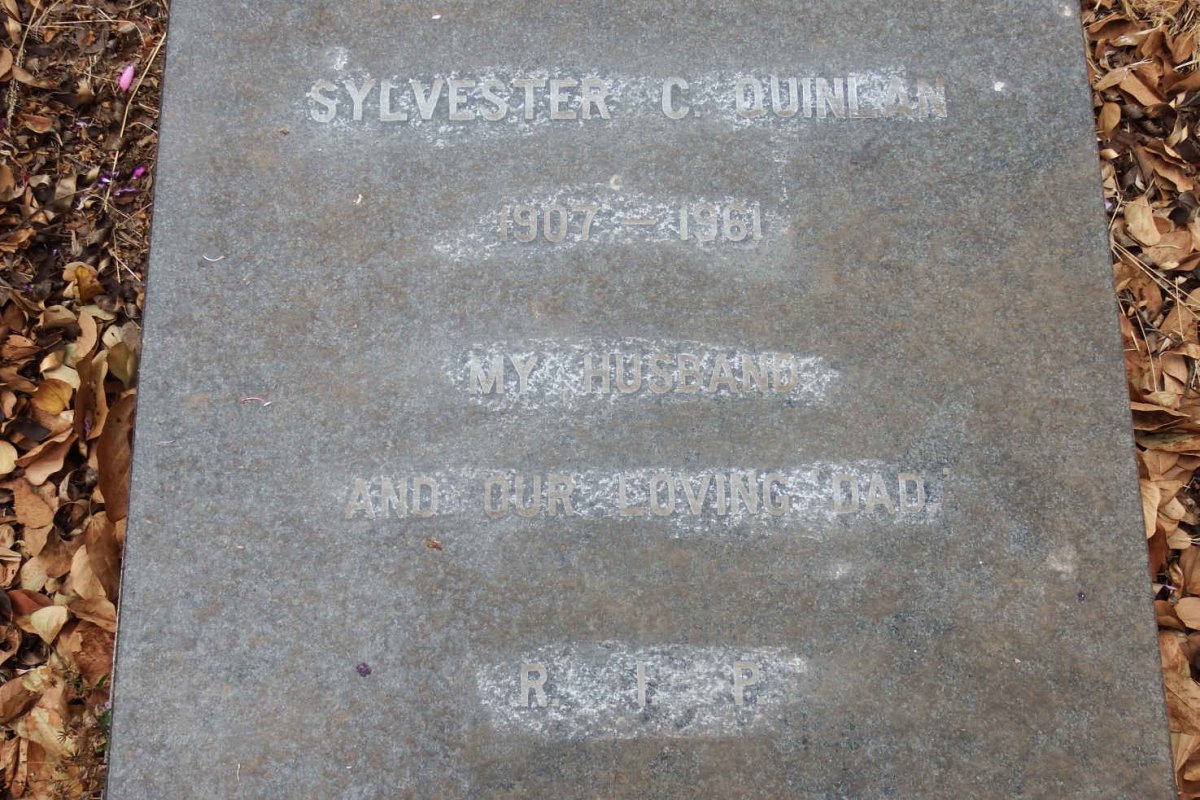 SYLVESTER C. QUINLAN
1907 — 1961
MY HUSBAND
AND OUR LOVING 'DAD.'
R. I P